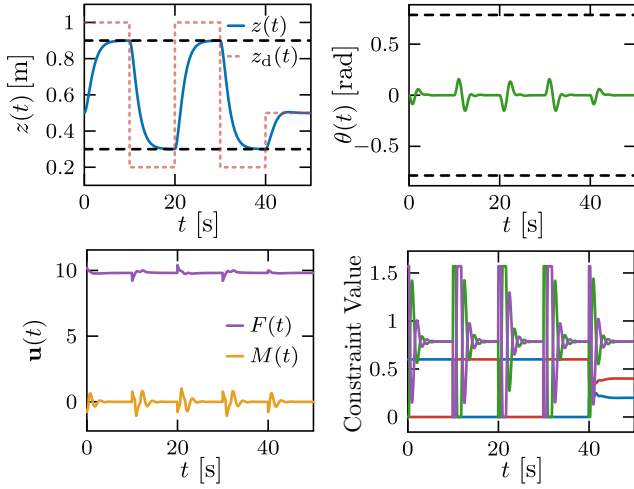 z(t) [m]
1
0.8
0.6
0.4
0.2
z(t)
z_d(t)
0 20 40
t [s]
θ(t) [rad]
0.5
0
−0.5
0 20 40
t [s]
u(t)
10
5
0
F(t)
M(t)
0 20 40
t [s]
Constraint Value
1.5
1
0.5
0
0 20 40
t [s]